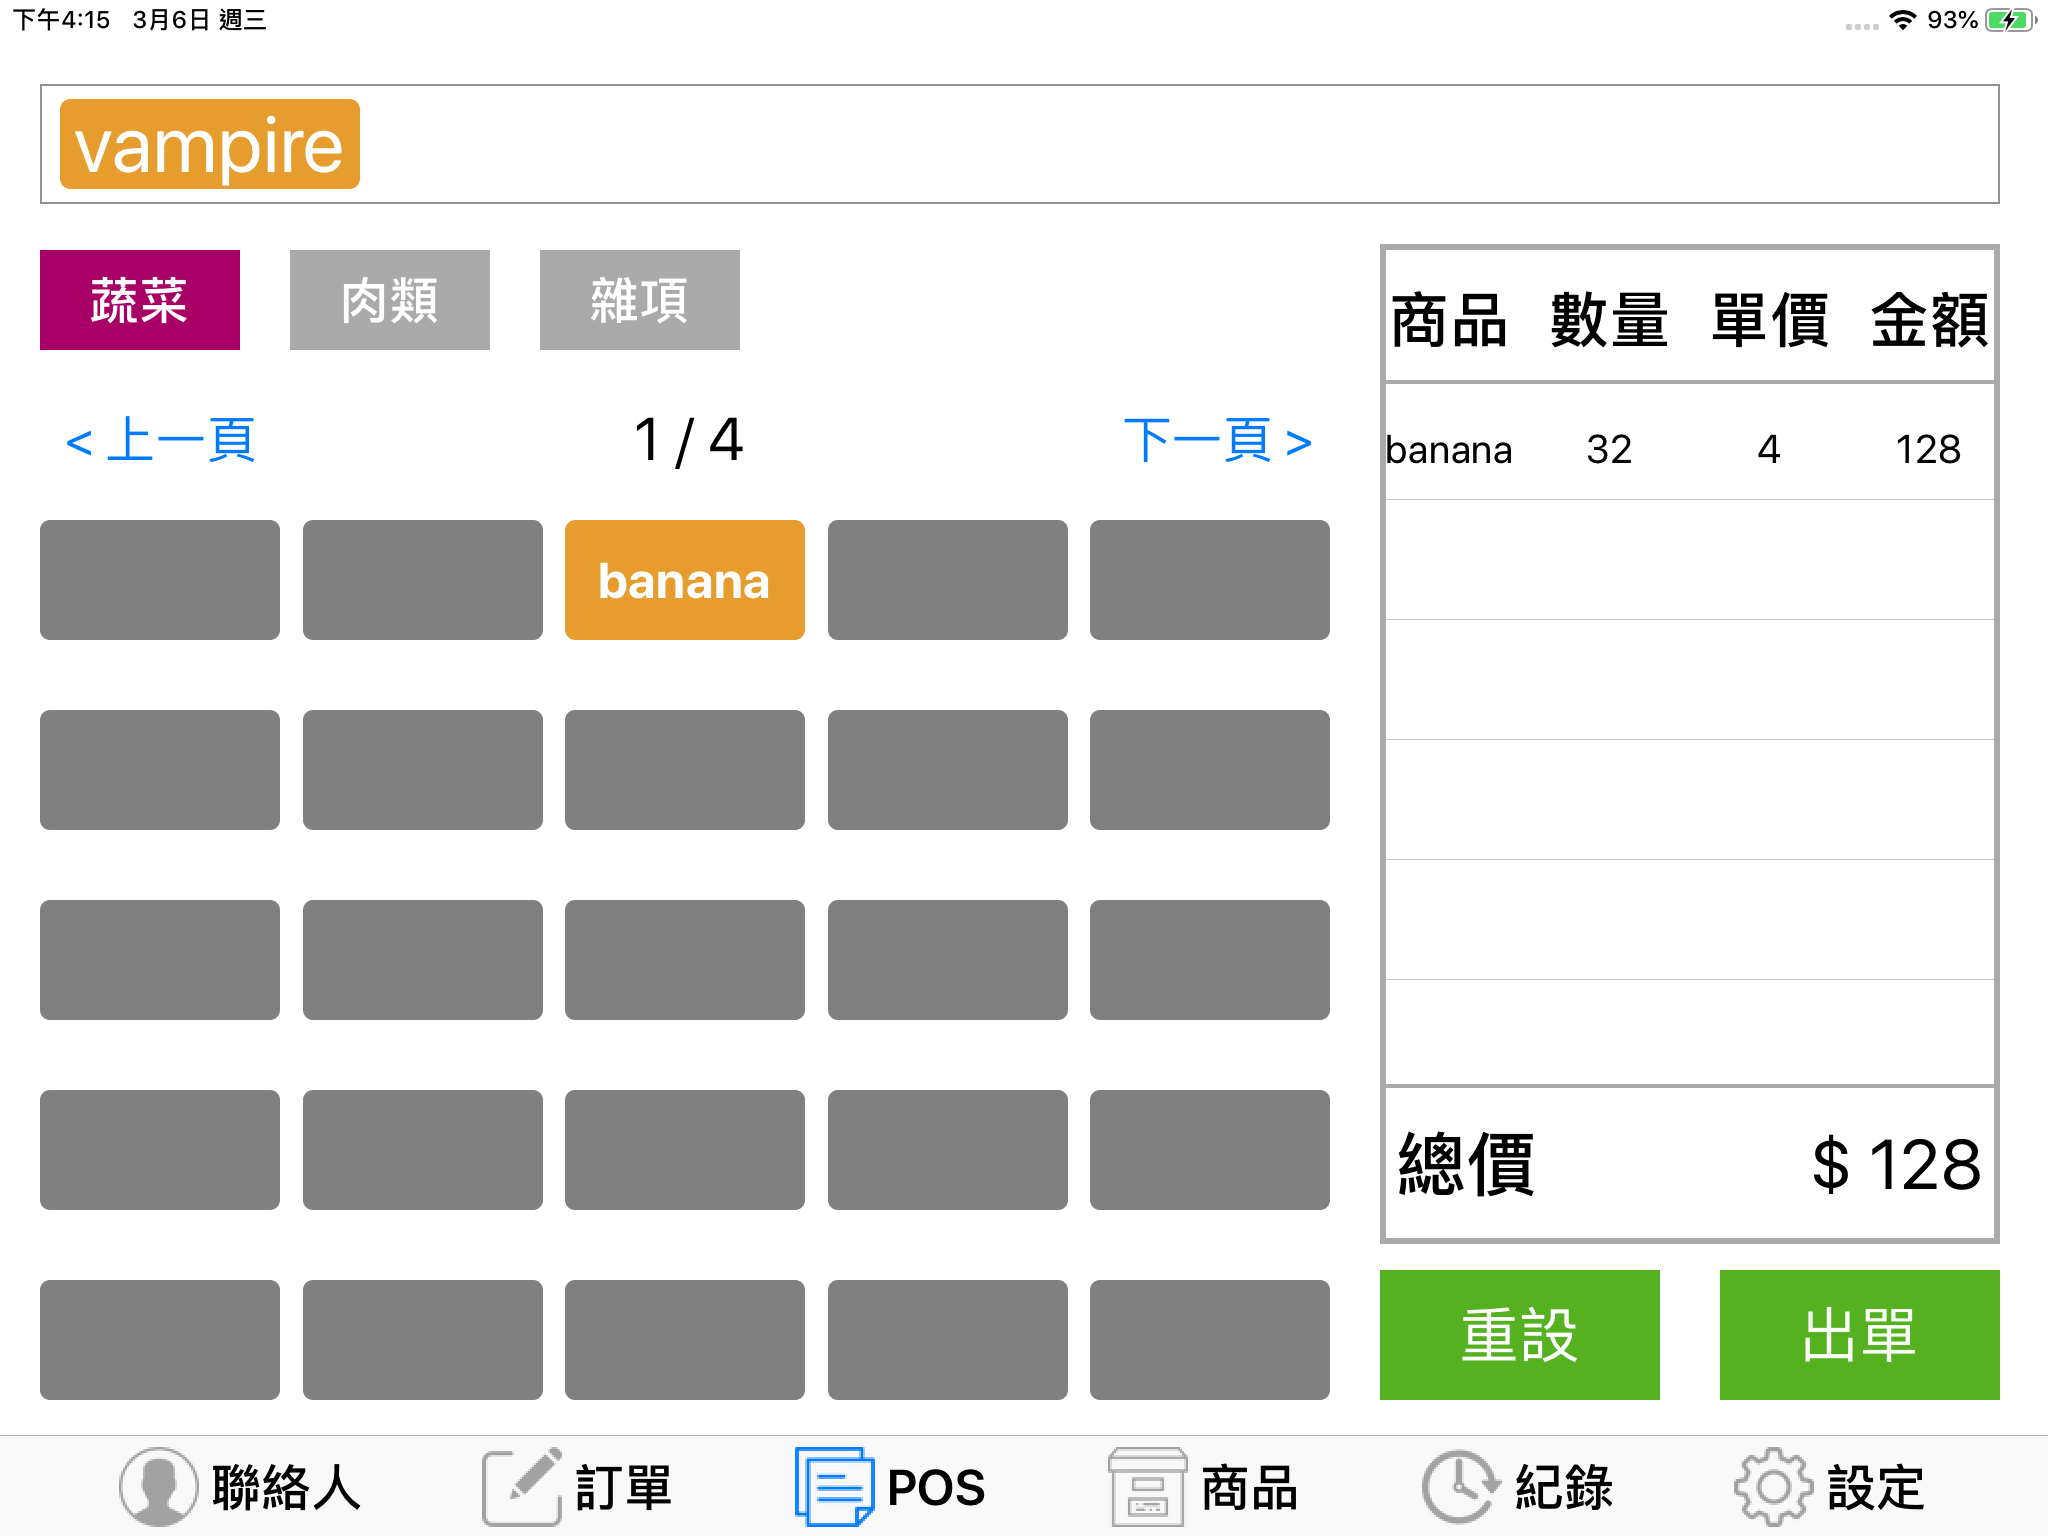 下午4:15 3月6日 週三 93%
vampire
蔬菜 肉類 雜項
< 上一頁 1 / 4 下一頁 >
banana
商品 數量 單價 金額
banana 32 4 128
總價 $ 128
重設 出單
聯絡人 訂單 POS 商品 紀錄 設定